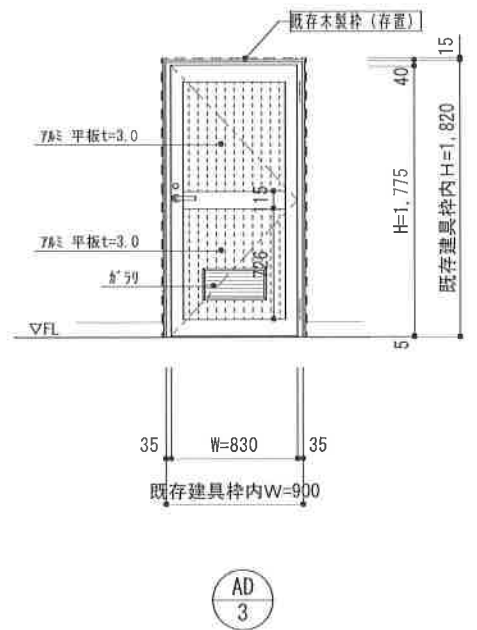 既存木製枠 (存置)
15
40
アルミ 平板t=3.0
115
H=1,775
既存建具枠内H=1,820
アルミ 平板t=3.0
726
ガラリ
▽FL
5
35
W=830
35
既存建具枠内W=900
AD
3